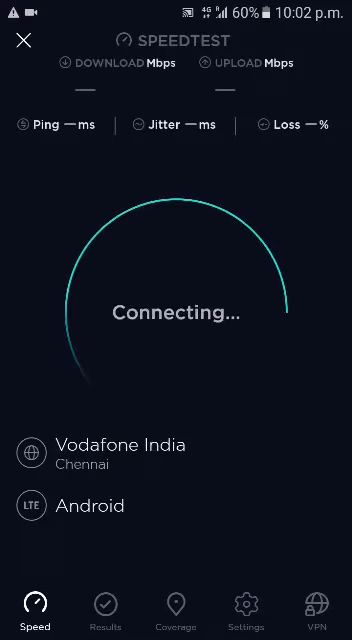 4G R 60% 10:02 p.m.
SPEEDTEST
DOWNLOAD Mbps UPLOAD Mbps
— —
Ping — ms Jitter — ms Loss — %
Connecting...
Vodafone India
Chennai
LTE Android
Speed Results Coverage Settings VPN